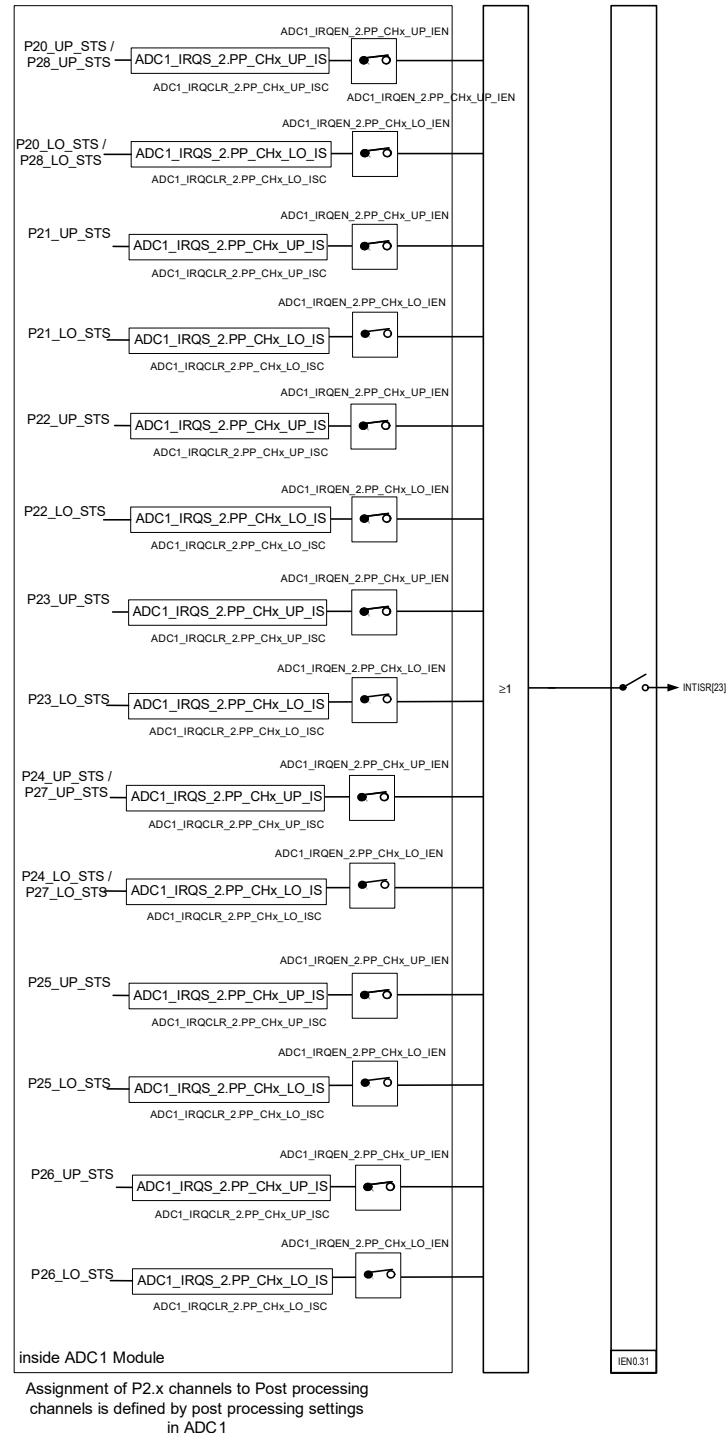 ADC1_IRQEN_2.PP_CHx_UP_IEN
P20_UP_STS /
P28_UP_STS
ADC1_IRQS_2.PP_CHx_UP_IS
ADC1_IRQCLR_2.PP_CHx_UP_ISC
ADC1_IRQEN_2.PP_CHx_UP_IEN
ADC1_IRQEN_2.PP_CHx_LO_IEN
P20_LO_STS /
P28_LO_STS
ADC1_IRQS_2.PP_CHx_LO_IS
ADC1_IRQCLR_2.PP_CHx_LO_ISC
ADC1_IRQEN_2.PP_CHx_UP_IEN
P21_UP_STS
ADC1_IRQS_2.PP_CHx_UP_IS
ADC1_IRQCLR_2.PP_CHx_UP_ISC
ADC1_IRQEN_2.PP_CHx_LO_IEN
P21_LO_STS
ADC1_IRQS_2.PP_CHx_LO_IS
ADC1_IRQCLR_2.PP_CHx_LO_ISC
ADC1_IRQEN_2.PP_CHx_UP_IEN
P22_UP_STS
ADC1_IRQS_2.PP_CHx_UP_IS
ADC1_IRQCLR_2.PP_CHx_UP_ISC
ADC1_IRQEN_2.PP_CHx_LO_IEN
P22_LO_STS
ADC1_IRQS_2.PP_CHx_LO_IS
ADC1_IRQCLR_2.PP_CHx_LO_ISC
ADC1_IRQEN_2.PP_CHx_UP_IEN
P23_UP_STS
ADC1_IRQS_2.PP_CHx_UP_IS
ADC1_IRQCLR_2.PP_CHx_UP_ISC
ADC1_IRQEN_2.PP_CHx_LO_IEN
P23_LO_STS
ADC1_IRQS_2.PP_CHx_LO_IS
ADC1_IRQCLR_2.PP_CHx_LO_ISC
≥1
INTISR[23]
ADC1_IRQEN_2.PP_CHx_UP_IEN
P24_UP_STS /
P27_UP_STS
ADC1_IRQS_2.PP_CHx_UP_IS
ADC1_IRQCLR_2.PP_CHx_UP_ISC
ADC1_IRQEN_2.PP_CHx_LO_IEN
P24_LO_STS /
P27_LO_STS
ADC1_IRQS_2.PP_CHx_LO_IS
ADC1_IRQCLR_2.PP_CHx_LO_ISC
ADC1_IRQEN_2.PP_CHx_UP_IEN
P25_UP_STS
ADC1_IRQS_2.PP_CHx_UP_IS
ADC1_IRQCLR_2.PP_CHx_UP_ISC
ADC1_IRQEN_2.PP_CHx_LO_IEN
P25_LO_STS
ADC1_IRQS_2.PP_CHx_LO_IS
ADC1_IRQCLR_2.PP_CHx_LO_ISC
ADC1_IRQEN_2.PP_CHx_UP_IEN
P26_UP_STS
ADC1_IRQS_2.PP_CHx_UP_IS
ADC1_IRQCLR_2.PP_CHx_UP_ISC
ADC1_IRQEN_2.PP_CHx_LO_IEN
P26_LO_STS
ADC1_IRQS_2.PP_CHx_LO_IS
ADC1_IRQCLR_2.PP_CHx_LO_ISC
inside ADC1 Module
IEN0.31
Assignment of P2.x channels to Post processing
channels is defined by post processing settings
in ADC1